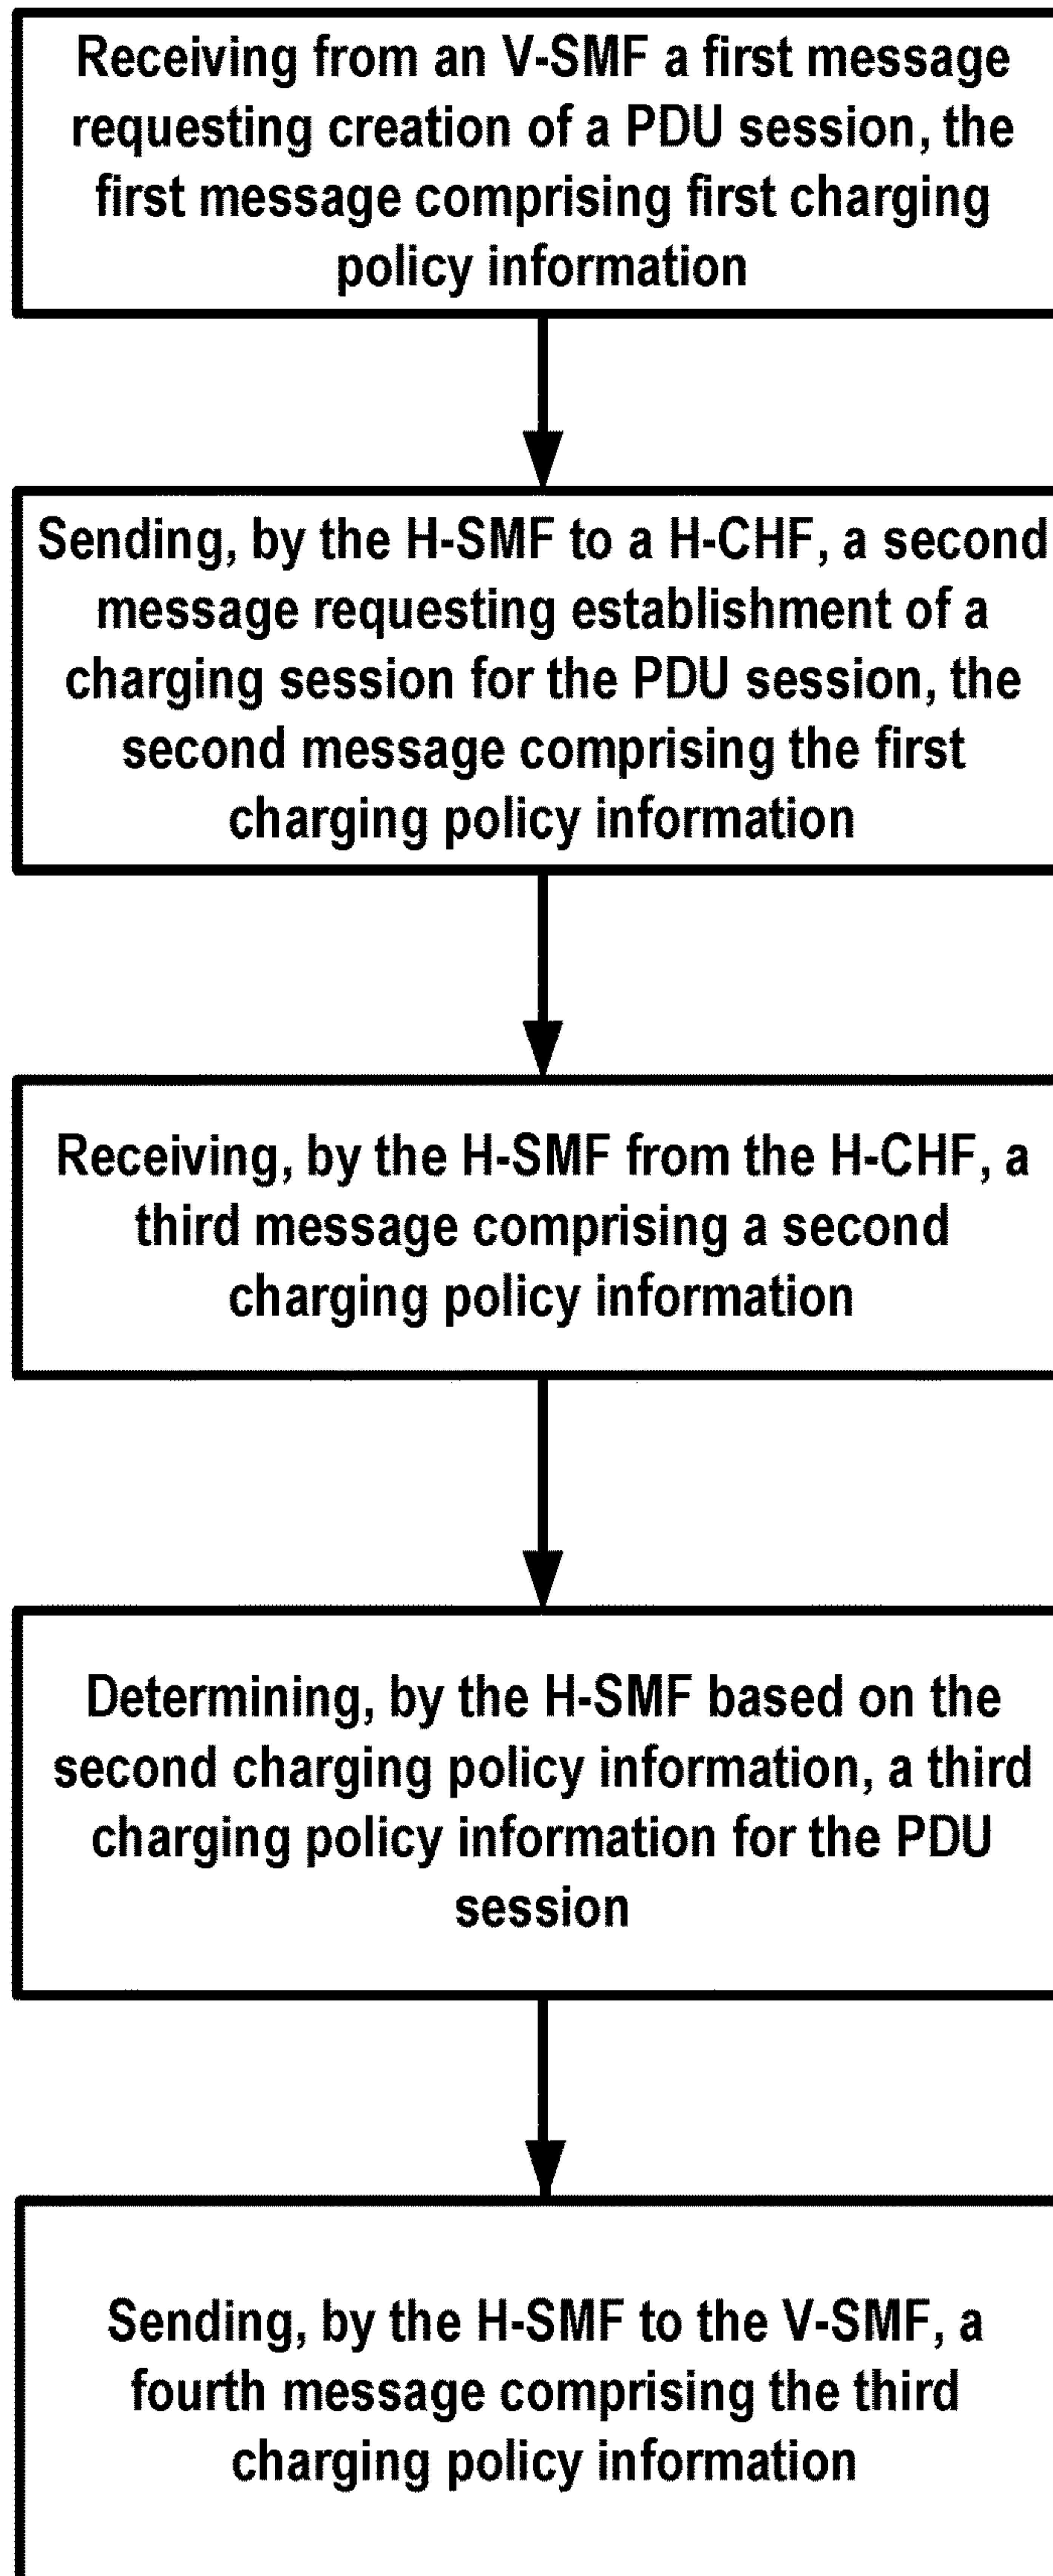 Receiving from an V-SMF a first message
requesting creation of a PDU session, the
first message comprising first charging
policy information
Sending, by the H-SMF to a H-CHF, a second
message requesting establishment of a
charging session for the PDU session, the
second message comprising the first
charging policy information
Receiving, by the H-SMF from the H-CHF, a
third message comprising a second
charging policy information
Determining, by the H-SMF based on the
second charging policy information, a third
charging policy information for the PDU
session
Sending, by the H-SMF to the V-SMF, a
fourth message comprising the third
charging policy information